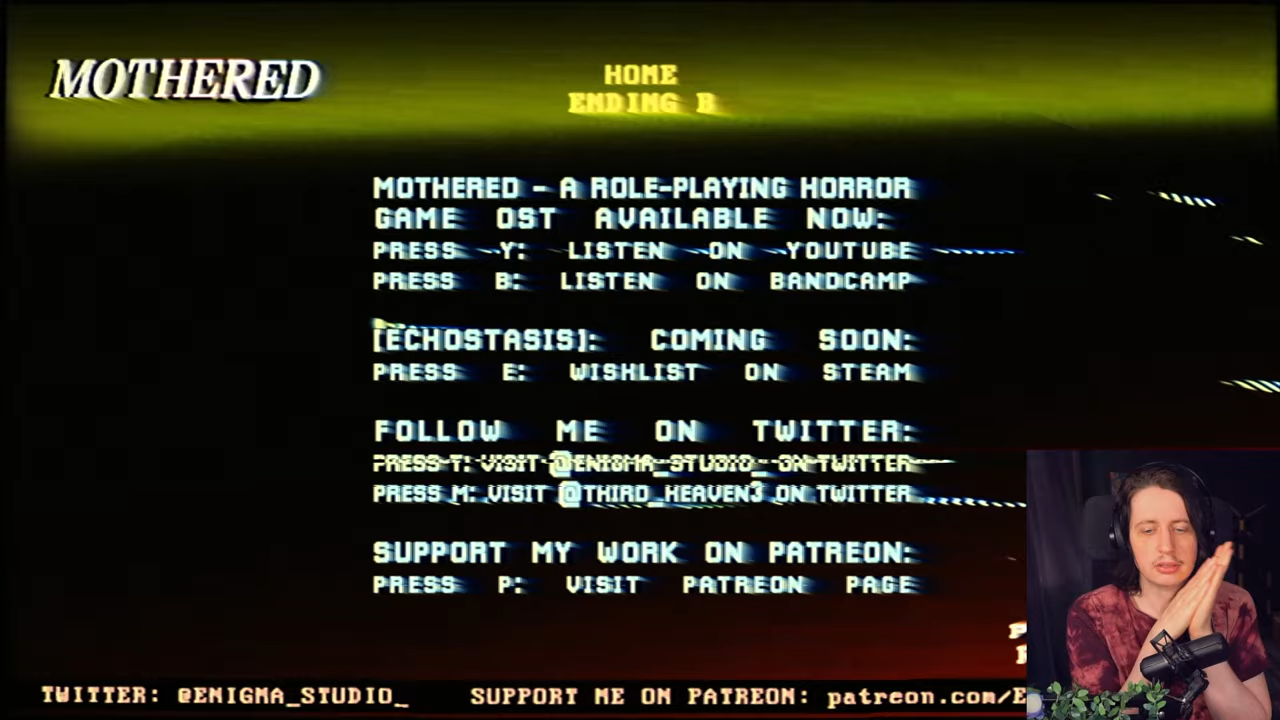 MOTHERED
HOME
ENDING B
MOTHERED - A ROLE-PLAYING HORROR
GAME OST AVAILABLE NOW:
PRESS Y: LISTEN ON YOUTUBE
PRESS B: LISTEN ON BANDCAMP
[ECHOSTASIS]: COMING SOON:
PRESS E: WISHLIST ON STEAM
FOLLOW ME ON TWITTER:
PRESS T: VISIT @ENIGMA_STUDIO_ ON TWITTER
PRESS M: VISIT @THIRD_HEAVEN3 ON TWITTER
SUPPORT MY WORK ON PATREON:
PRESS P: VISIT PATREON PAGE
TWITTER: @ENIGMA_STUDIO_ SUPPORT ME ON PATREON: patreon.com/E